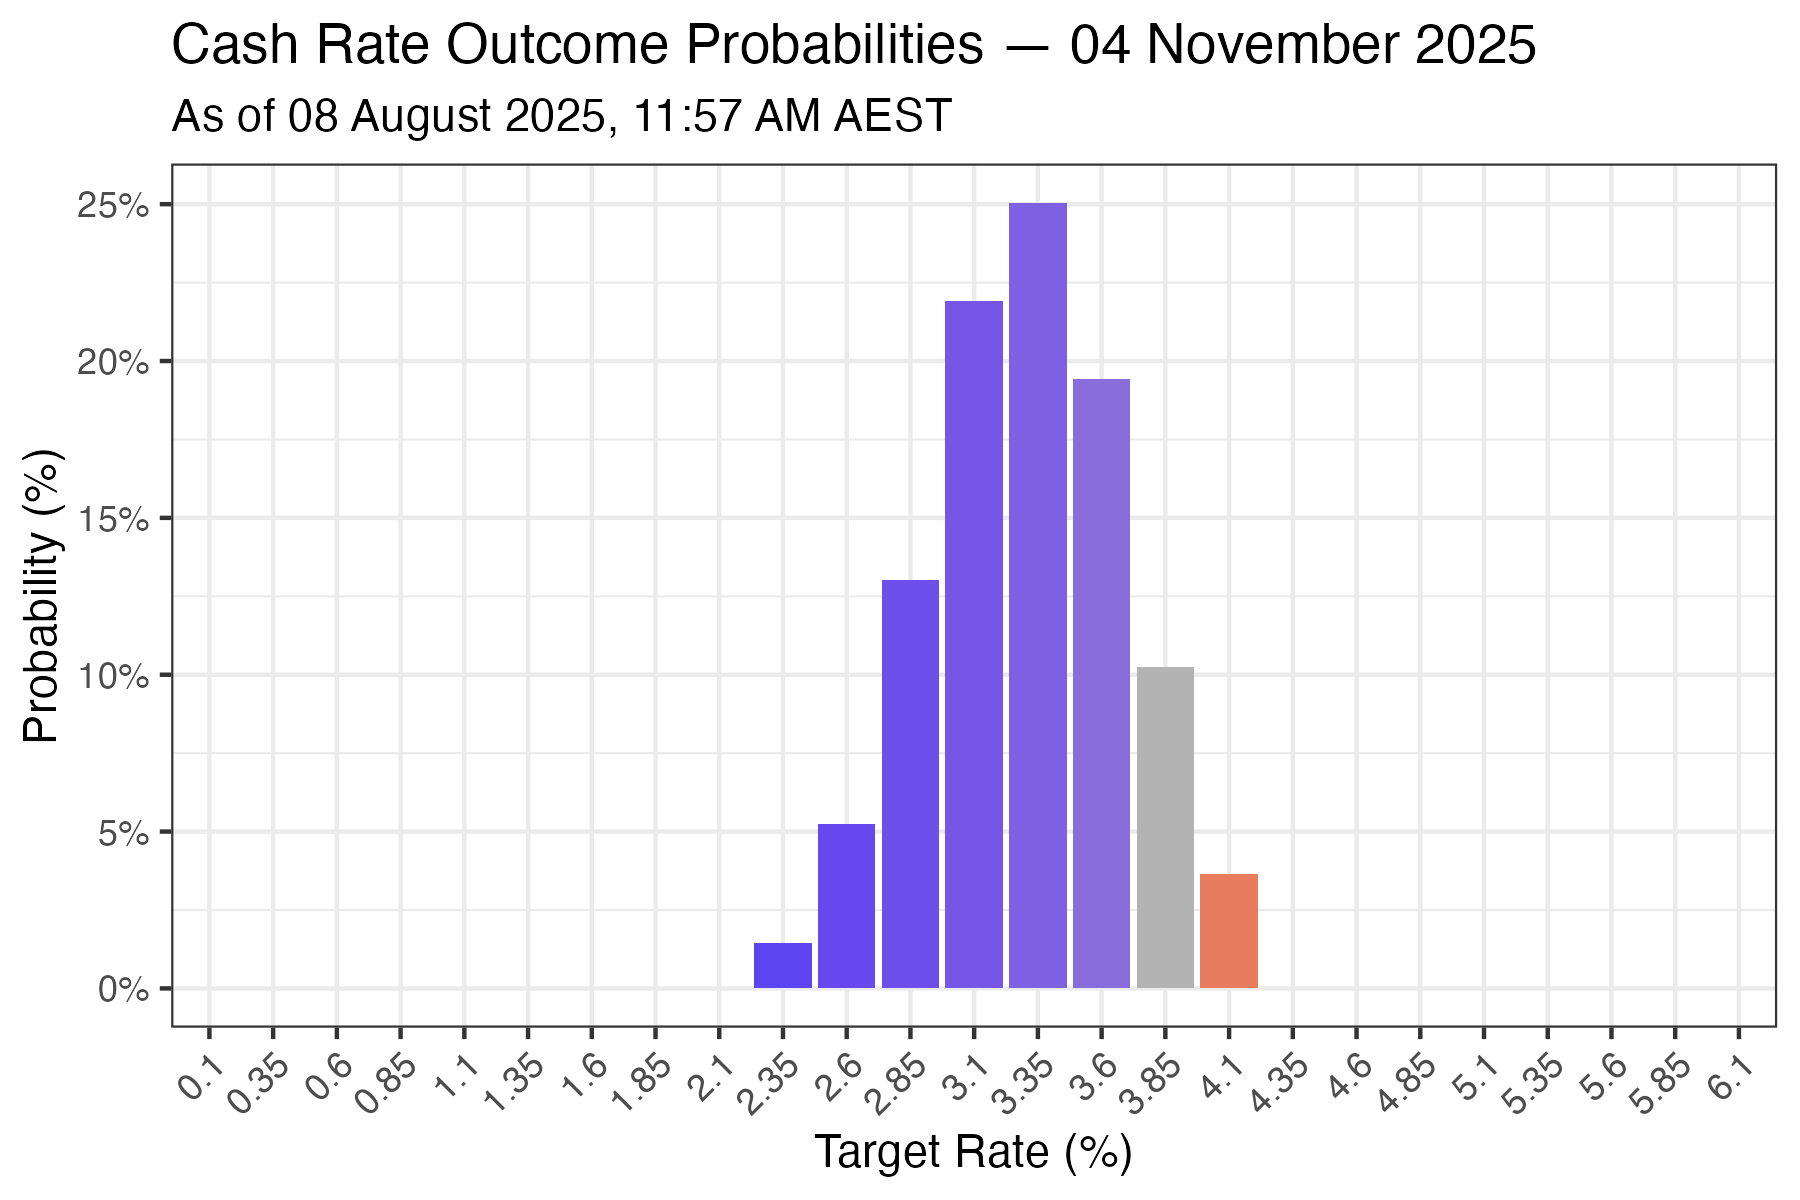 Cash Rate Outcome Probabilities — 04 November 2025
As of 08 August 2025, 11:57 AM AEST
Probability (%)
25%
20%
15%
10%
5%
0%
0.1 0.35 0.6 0.85 1.1 1.35 1.6 1.85 2.1 2.35 2.6 2.85 3.1 3.35 3.6 3.85 4.1 4.35 4.6 4.85 5.1 5.35 5.6 5.85 6.1
Target Rate (%)